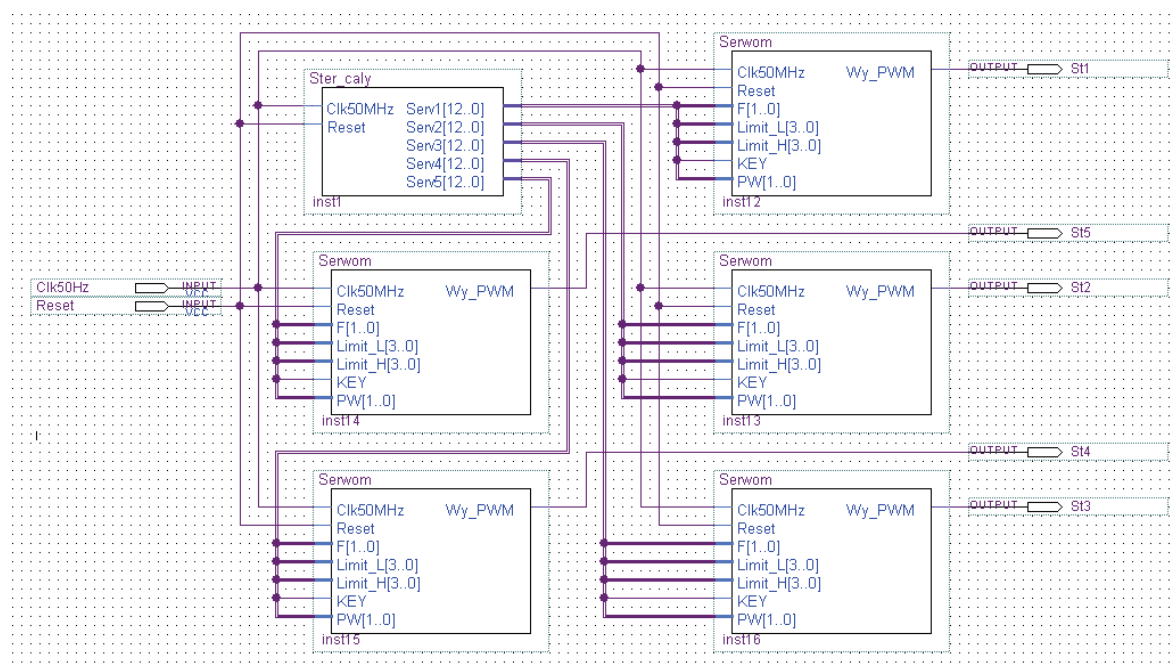 Ster_caly
Clk50MHz Serv1[12..0]
Reset Serv2[12..0]
Serv3[12..0]
Serv4[12..0]
Serv5[12..0]
inst1
Serwom
Clk50MHz Wy_PWM
Reset
F[1..0]
Limit_L[3..0]
Limit_H[3..0]
KEY
PW[1..0]
inst12
OUTPUT St1
OUTPUT St5
Clk50Hz INPUT
VCC
Reset INPUT
VCC
Serwom
Clk50MHz Wy_PWM
Reset
F[1..0]
Limit_L[3..0]
Limit_H[3..0]
KEY
PW[1..0]
inst14
Serwom
Clk50MHz Wy_PWM
Reset
F[1..0]
Limit_L[3..0]
Limit_H[3..0]
KEY
PW[1..0]
inst13
OUTPUT St2
OUTPUT St4
Serwom
Clk50MHz Wy_PWM
Reset
F[1..0]
Limit_L[3..0]
Limit_H[3..0]
KEY
PW[1..0]
inst15
Serwom
Clk50MHz Wy_PWM
Reset
F[1..0]
Limit_L[3..0]
Limit_H[3..0]
KEY
PW[1..0]
inst16
OUTPUT St3